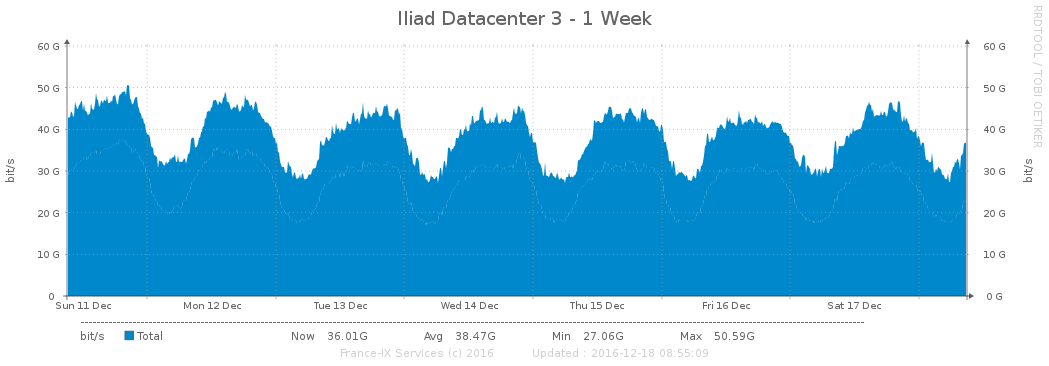 Iliad Datacenter 3 - 1 Week
RRDTOOL / TOBI OETIKER
60 G 60 G
50 G 50 G
40 G 40 G
30 G 30 G
20 G 20 G
10 G 10 G
0 0 G
bit/s
bit/s
Sun 11 Dec Mon 12 Dec Tue 13 Dec Wed 14 Dec Thu 15 Dec Fri 16 Dec Sat 17 Dec
bit/s Total Now 36.01G Avg 38.47G Min 27.06G Max 50.59G
France-IX Services (c) 2016 Updated : 2016-12-18 08:55:09